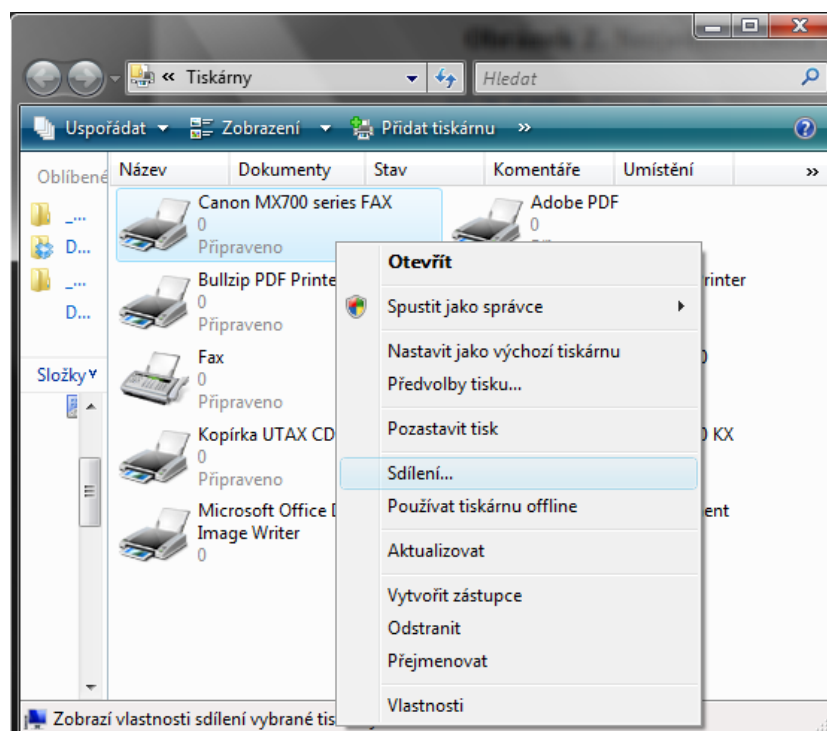 « Tiskárny
Hledat
Uspořádat
Zobrazení
Přidat tiskárnu »
Oblíbené
Název
Dokumenty
Stav
Komentáře
Umístění
»
_...
D...
_...
D...
Složky
Canon MX700 series FAX
0
Připraveno
Adobe PDF
0
Bullzip PDF Printe
0
Připraveno
rinter
Fax
0
Připraveno
0
Kopírka UTAX CD
0
Připraveno
0 KX
Microsoft Office
Image Writer
0
ent
Otevřít
Spustit jako správce
Nastavit jako výchozí tiskárnu
Předvolby tisku...
Pozastavit tisk
Sdílení...
Používat tiskárnu offline
Aktualizovat
Vytvořit zástupce
Odstranit
Přejmenovat
Vlastnosti
Zobrazí vlastnosti sdílení vybrané tis